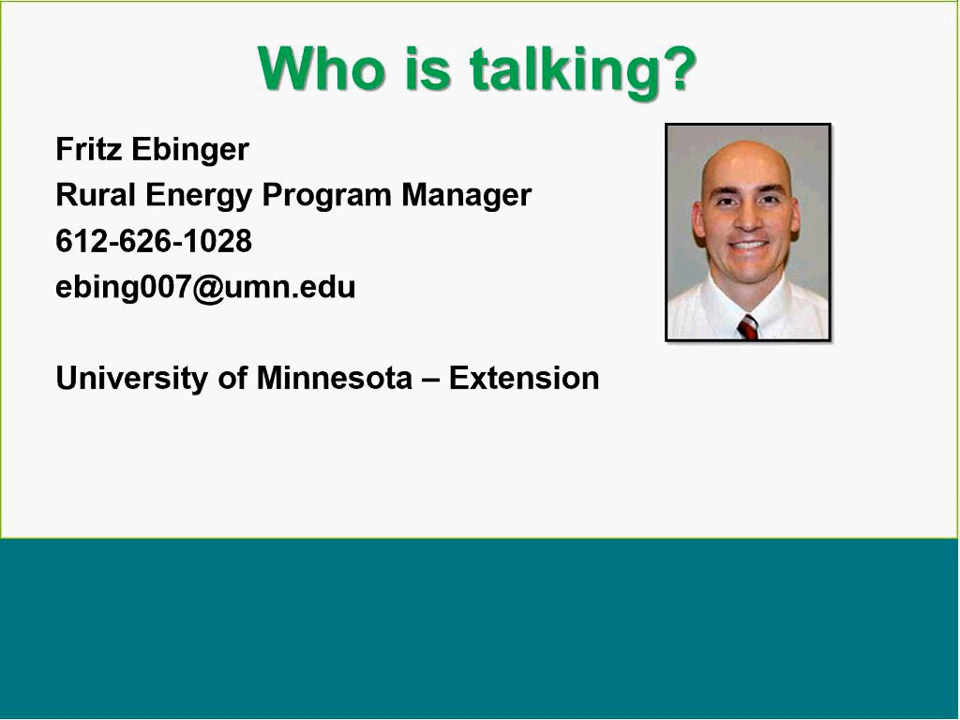 Who is talking?
Fritz Ebinger
Rural Energy Program Manager
612-626-1028
ebing007@umn.edu
University of Minnesota – Extension